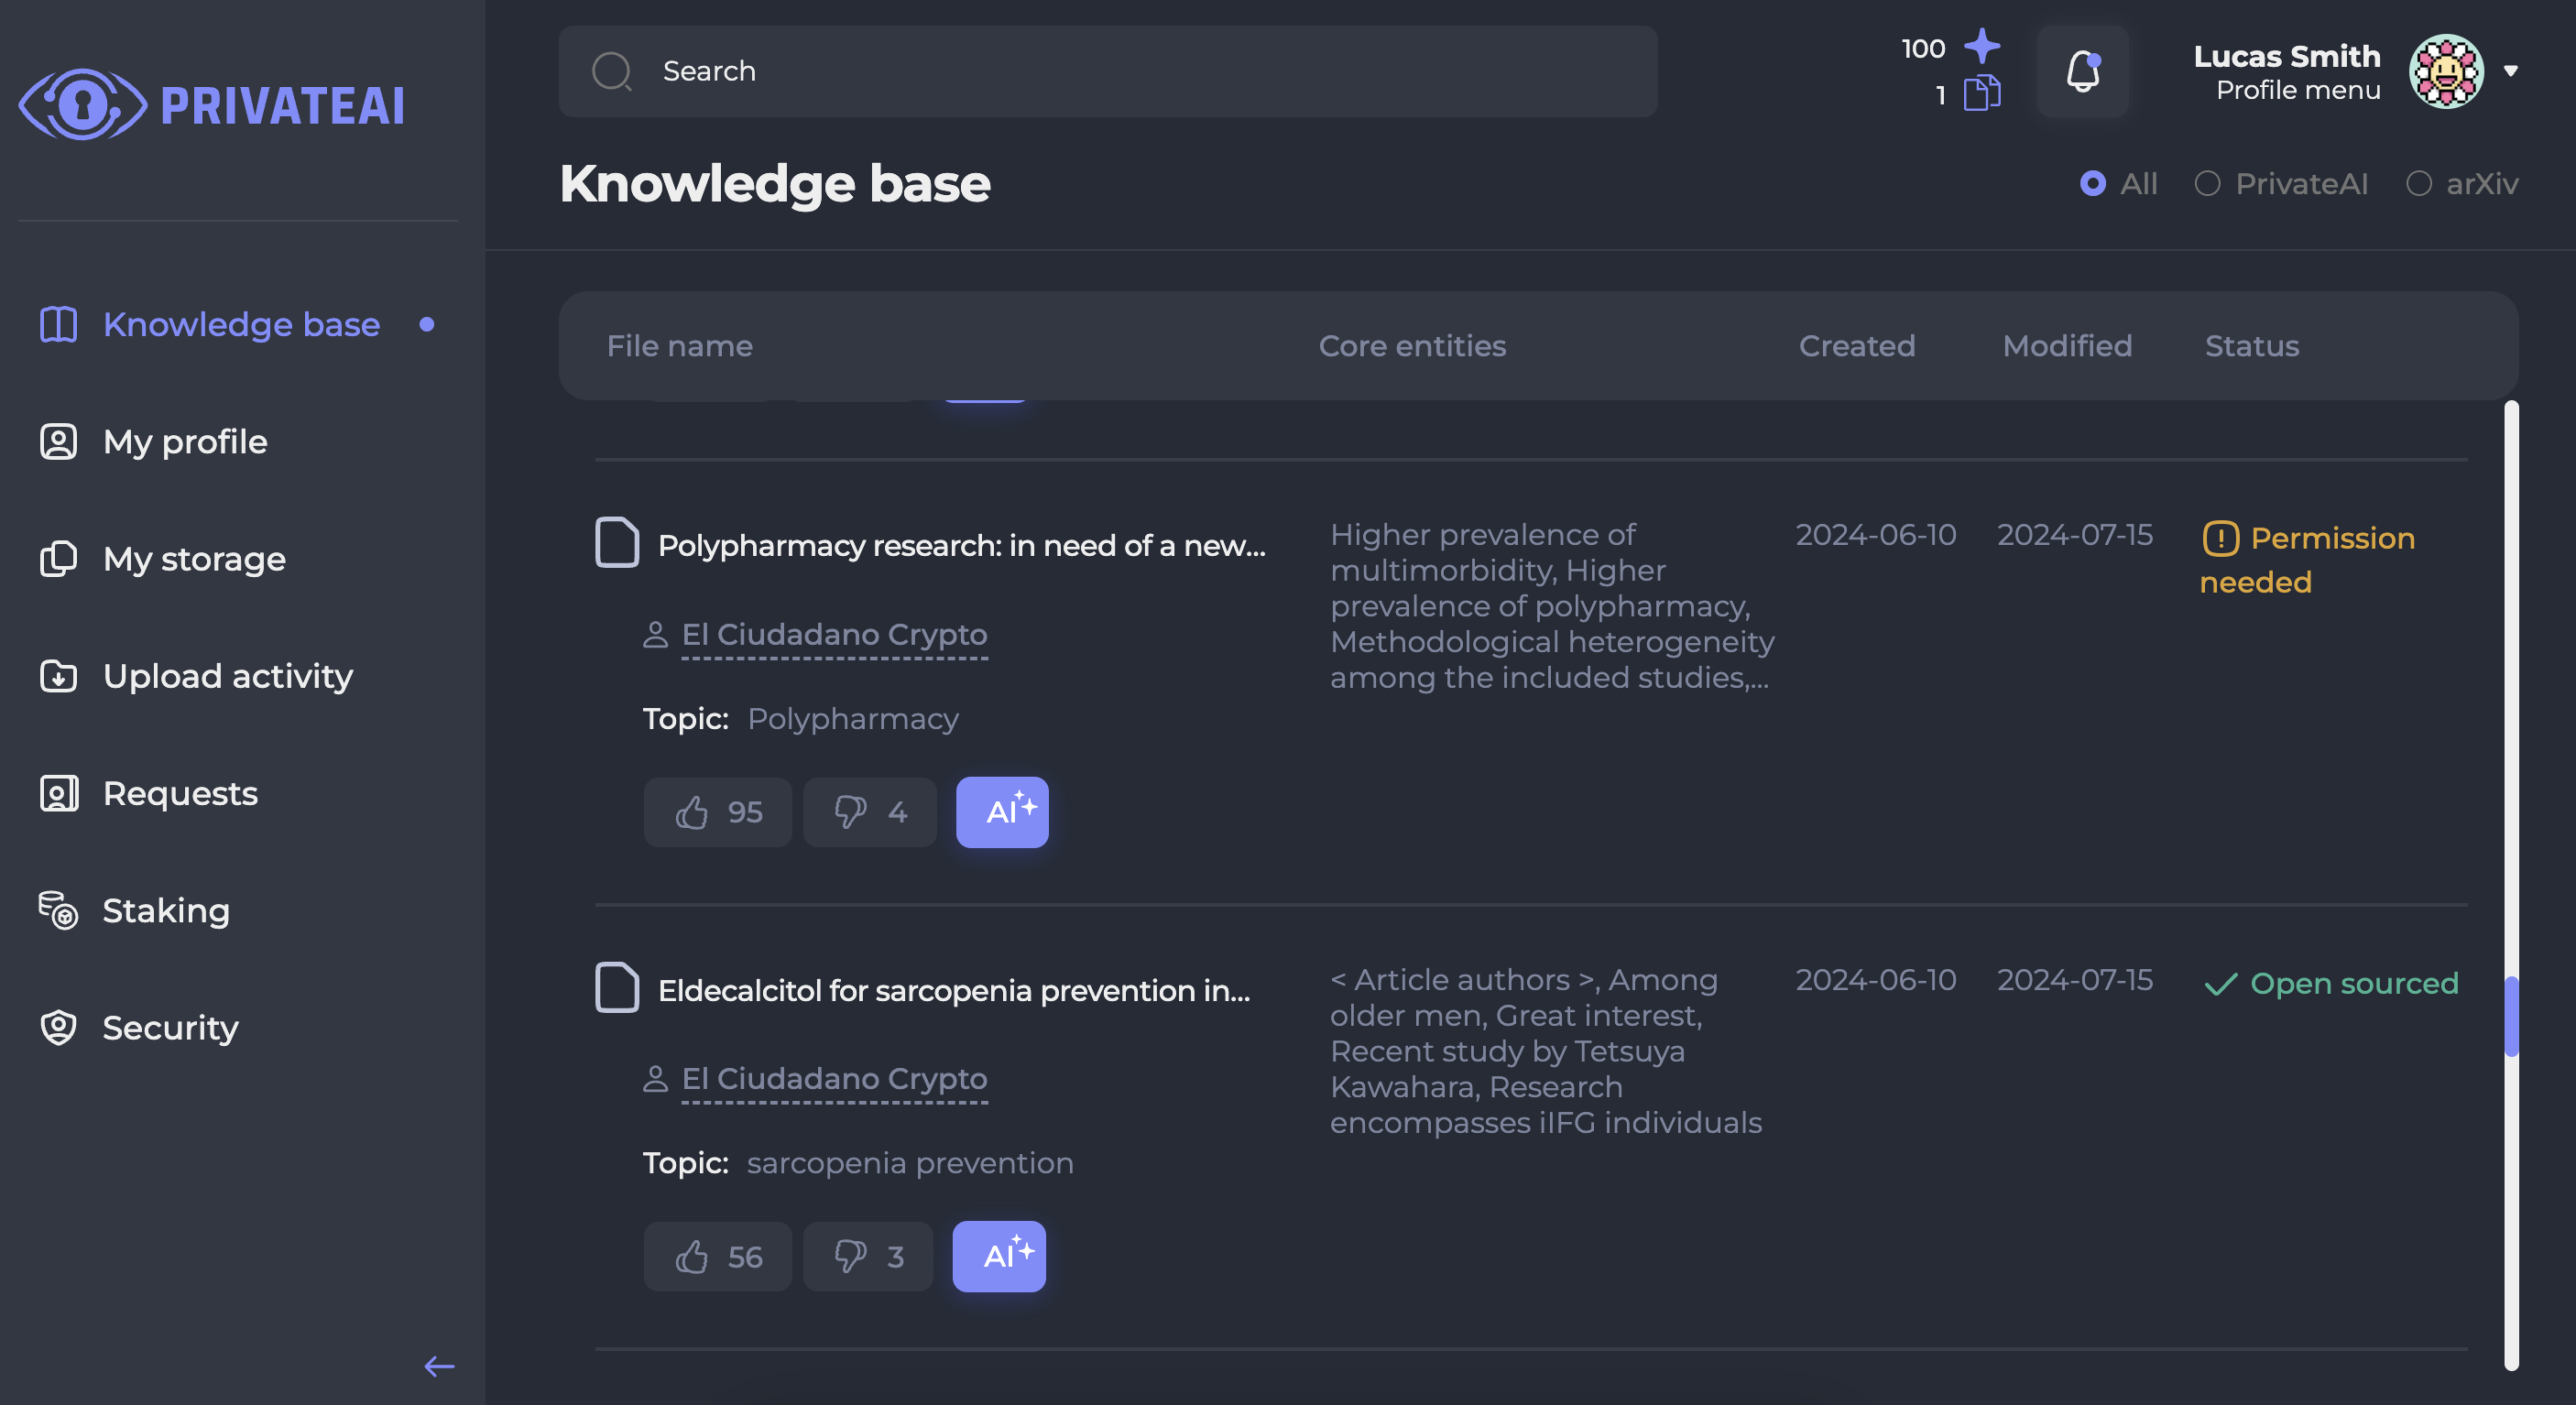 PRIVATEAI
Knowledge base
My profile
My storage
Upload activity
Requests
Staking
Security
Search
100
1
Lucas Smith
Profile menu
Knowledge base
All
PrivateAI
arXiv
File name
Core entities
Created
Modified
Status
Polypharmacy research: in need of a new...
El Ciudadano Crypto
Topic: Polypharmacy
95
4
AI
Higher prevalence of
multimorbidity, Higher
prevalence of polypharmacy,
Methodological heterogeneity
among the included studies,...
2024-06-10
2024-07-15
Permission
needed
Eldecalcitol for sarcopenia prevention in...
El Ciudadano Crypto
Topic: sarcopenia prevention
56
3
AI
< Article authors >, Among
older men, Great interest,
Recent study by Tetsuya
Kawahara, Research
encompasses iIFG individuals
2024-06-10
2024-07-15
Open sourced